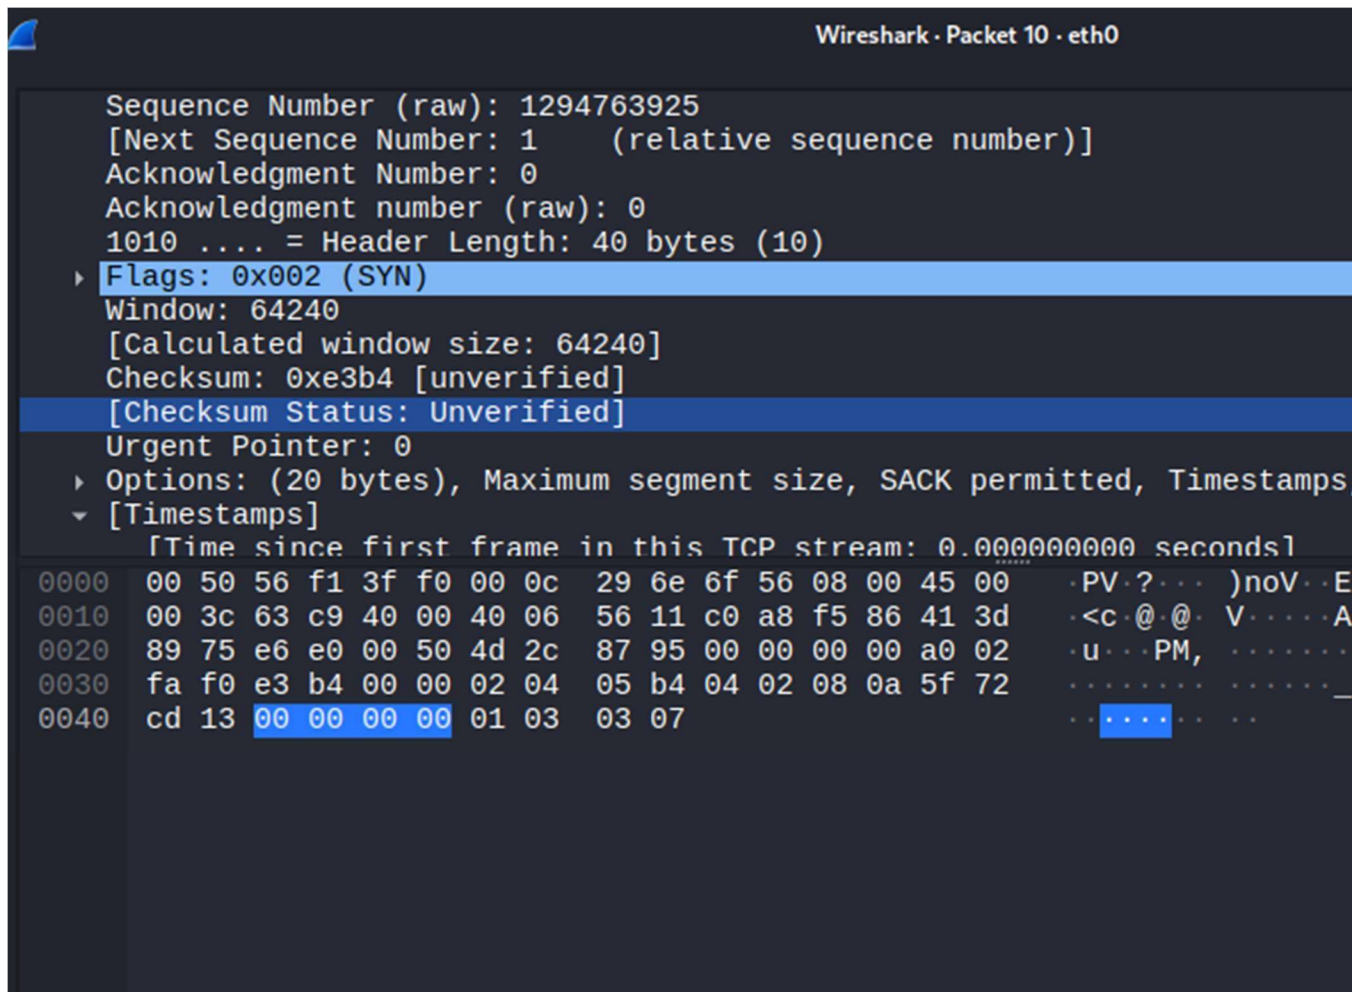 Wireshark · Packet 10 · eth0
Sequence Number (raw): 1294763925
[Next Sequence Number: 1    (relative sequence number)]
Acknowledgment Number: 0
Acknowledgment number (raw): 0
1010 .... = Header Length: 40 bytes (10)
Flags: 0x002 (SYN)
Window: 64240
[Calculated window size: 64240]
Checksum: 0xe3b4 [unverified]
[Checksum Status: Unverified]
Urgent Pointer: 0
Options: (20 bytes), Maximum segment size, SACK permitted, Timestamps,
[Timestamps]
[Time since first frame in this TCP stream: 0.000000000 seconds]
0000  00 50 56 f1 3f f0 00 0c  29 6e 6f 56 08 00 45 00  ·PV·?··· )noV··E
0010  00 3c 63 c9 40 00 40 06  56 11 c0 a8 f5 86 41 3d  ·<c·@·@· V·····A
0020  89 75 e6 e0 00 50 4d 2c  87 95 00 00 00 00 a0 02  ·u···PM, ·······
0030  fa f0 e3 b4 00 00 02 04  05 b4 04 02 08 0a 5f 72  ········ ······_
0040  cd 13 00 00 00 00 01 03  03 07  ········ ··